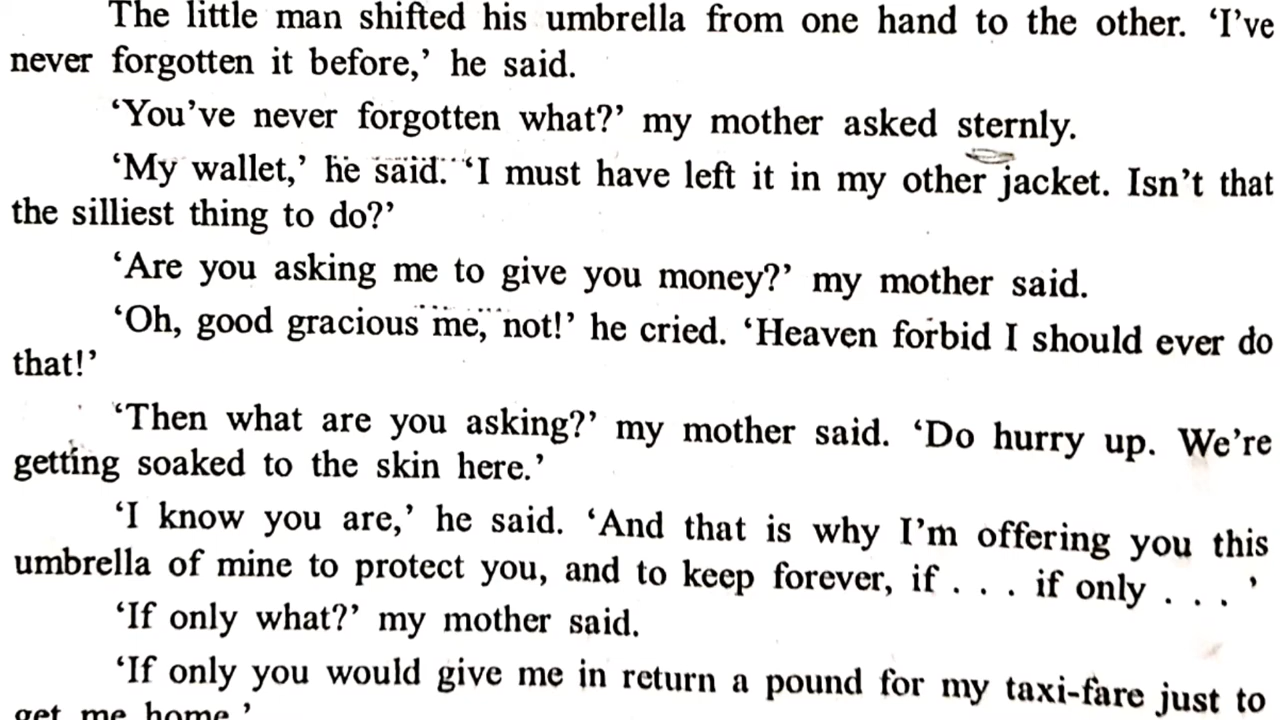 The little man shifted his umbrella from one hand to the other. ‘I’ve
never forgotten it before,’ he said.
‘You’ve never forgotten what?’ my mother asked sternly.
‘My wallet,’ he said. ‘I must have left it in my other jacket. Isn’t that
the silliest thing to do?’
‘Are you asking me to give you money?’ my mother said.
‘Oh, good gracious me, not!’ he cried. ‘Heaven forbid I should ever do
that!’
‘Then what are you asking?’ my mother said. ‘Do hurry up. We’re
getting soaked to the skin here.’
‘I know you are,’ he said. ‘And that is why I’m offering you this
umbrella of mine to protect you, and to keep forever, if . . . if only . . . ’
‘If only what?’ my mother said.
‘If only you would give me in return a pound for my taxi-fare just to
get me home.’